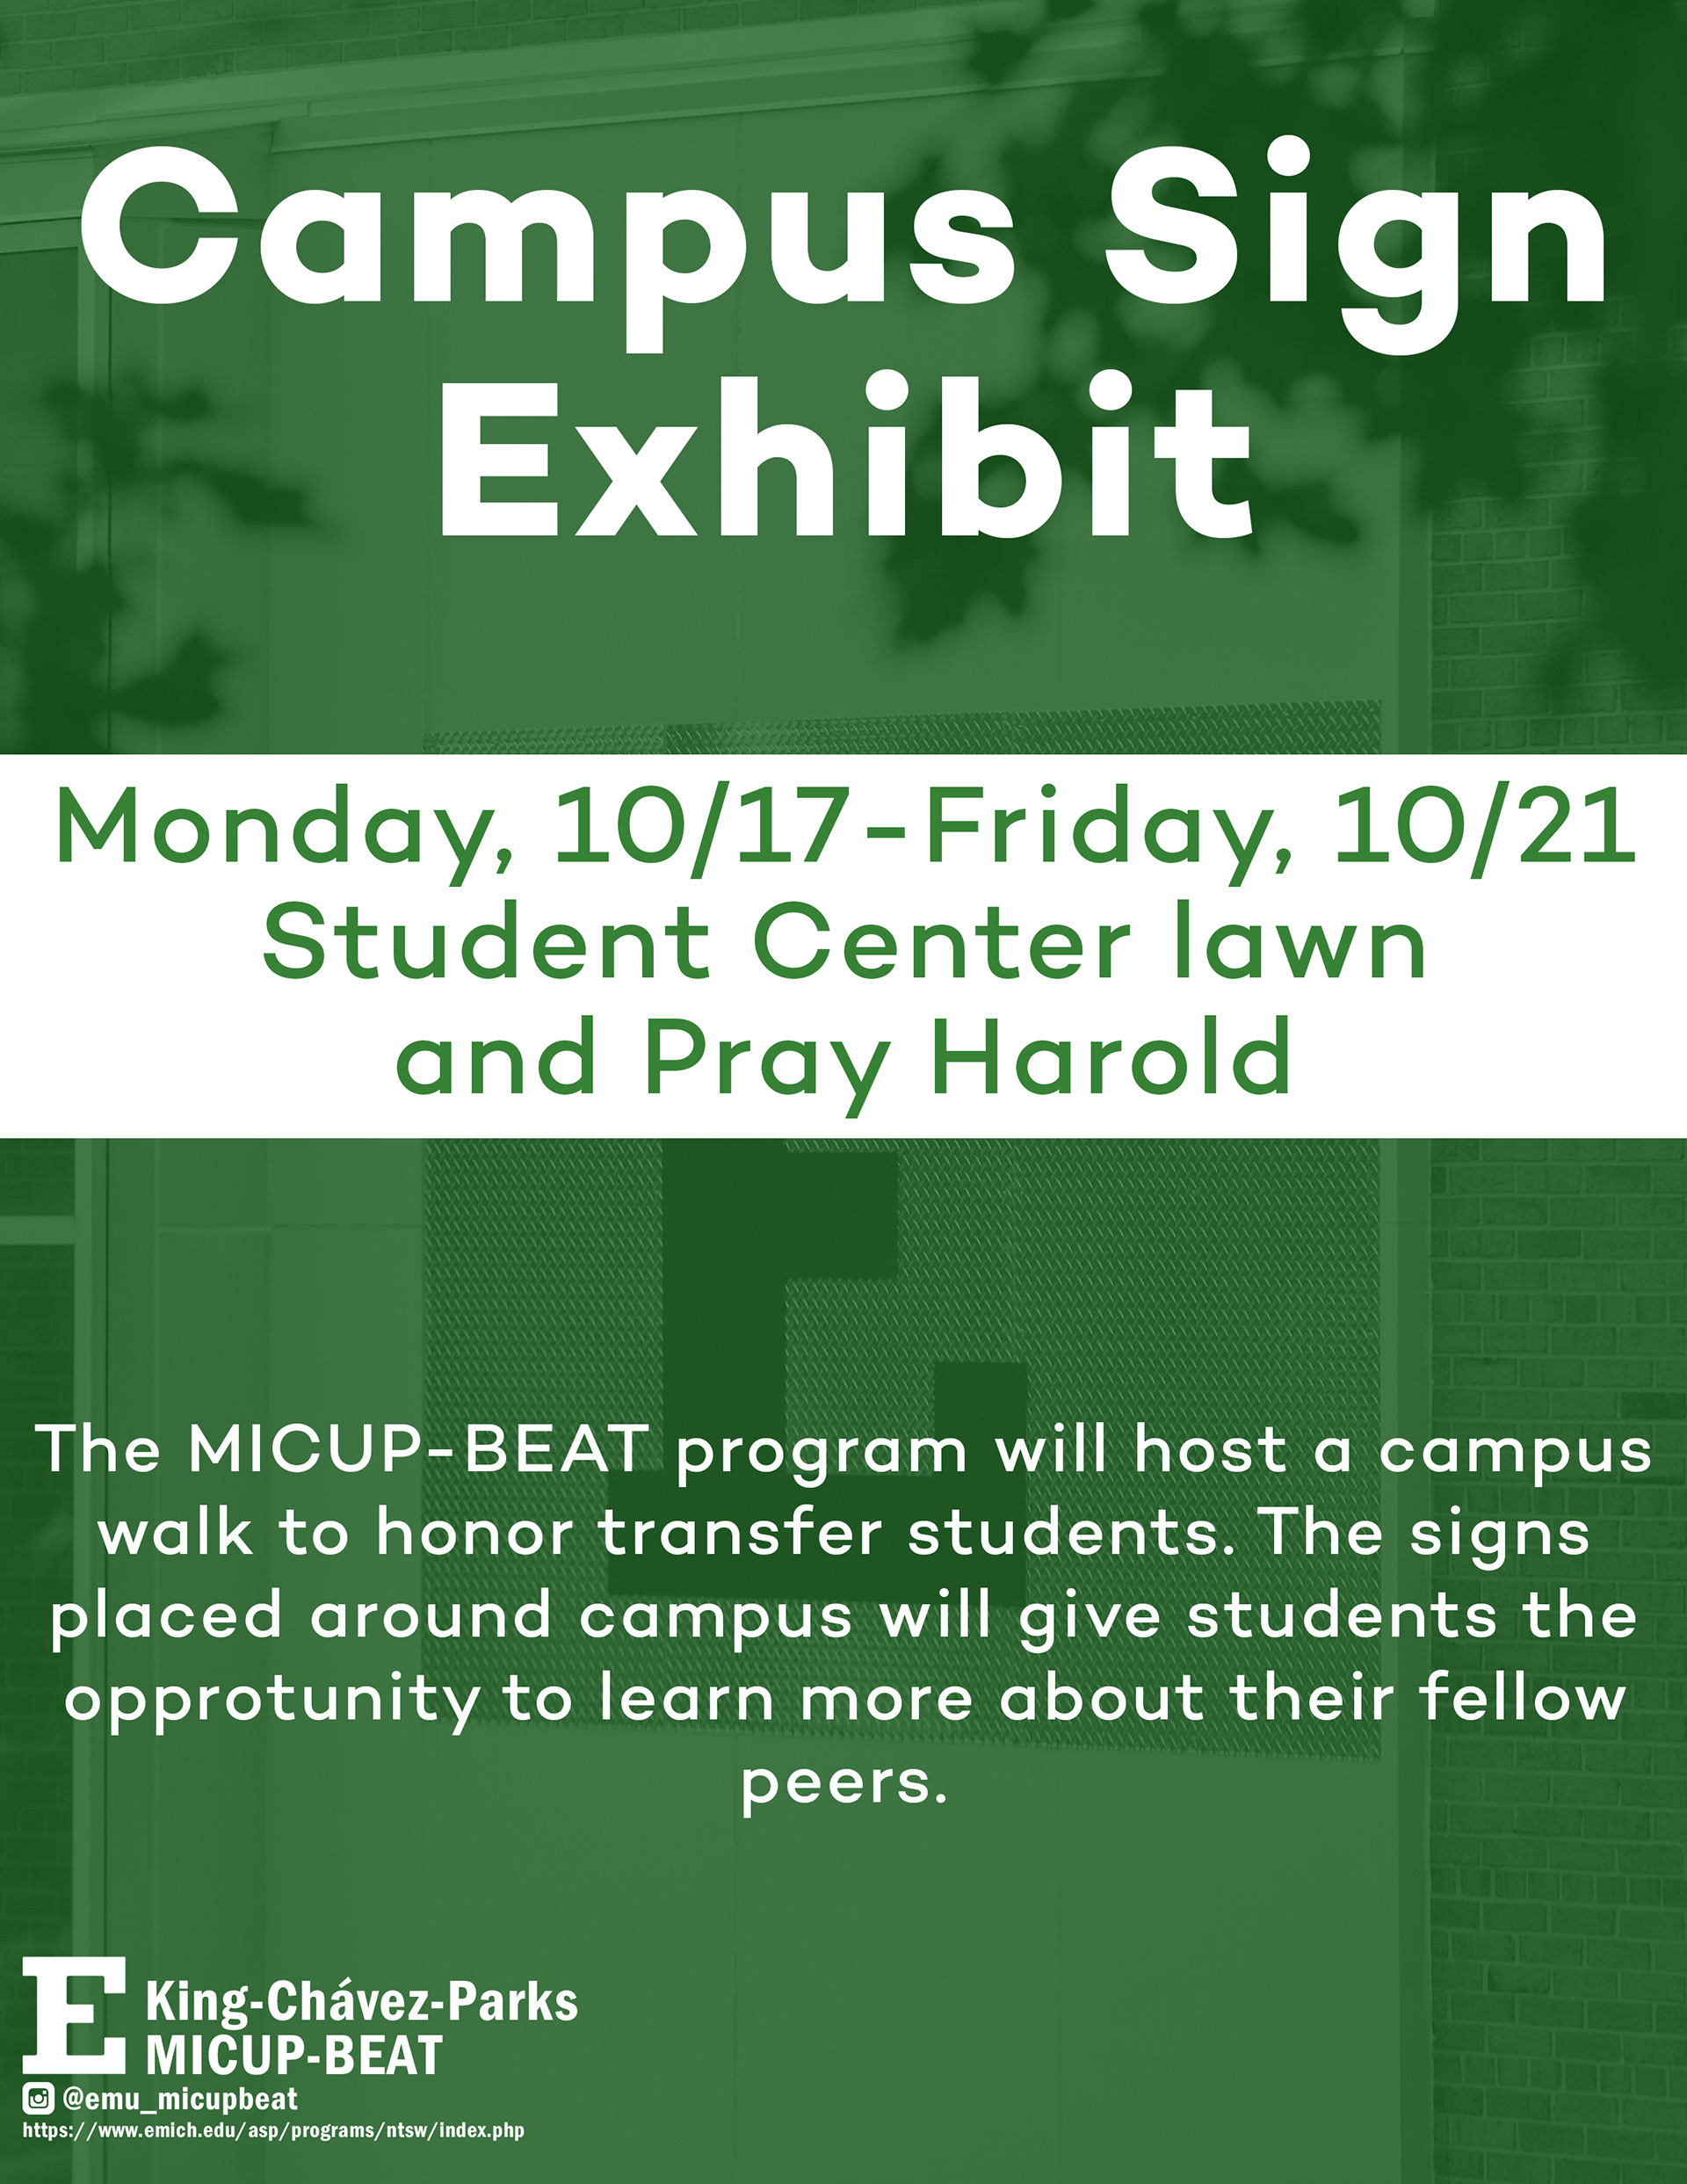 Campus Sign
Exhibit
Monday, 10/17-Friday, 10/21
Student Center lawn
and Pray Harold
The MICUP-BEAT program will host a campus
walk to honor transfer students. The signs
placed around campus will give students the
opprotunity to learn more about their fellow
peers.
E
King-Chávez-Parks
MICUP-BEAT
@emu_micupbeat
https://www.emich.edu/asp/programs/ntsw/index.php